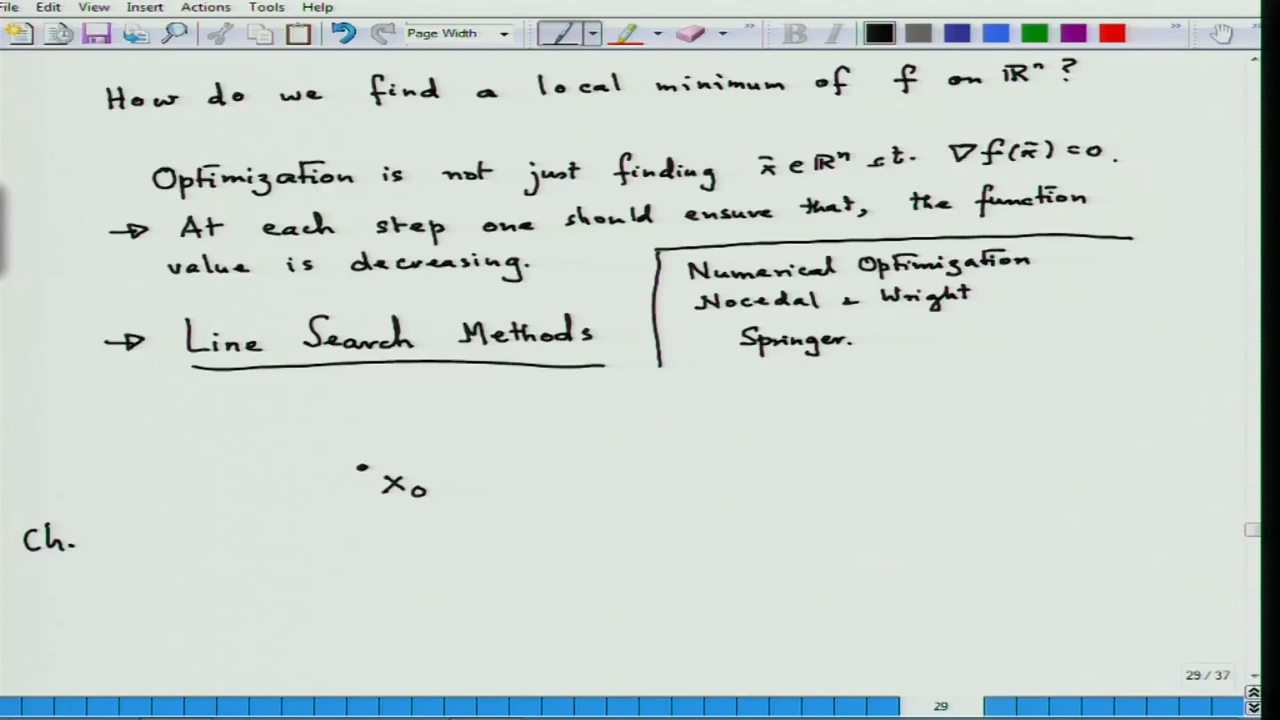 File Edit View Insert Actions Tools Help
Page Width
B I
How do we find a local minimum of f on ℝⁿ?
Optimization is not just finding x̄ ∈ ℝⁿ st. ∇f(x̄) = 0.
→ At each step one should ensure that, the function
value is decreasing.
Numerical Optimization
Nocedal & Wright
Springer.
→ Line Search Methods
x₀
Ch.
29 / 37
29